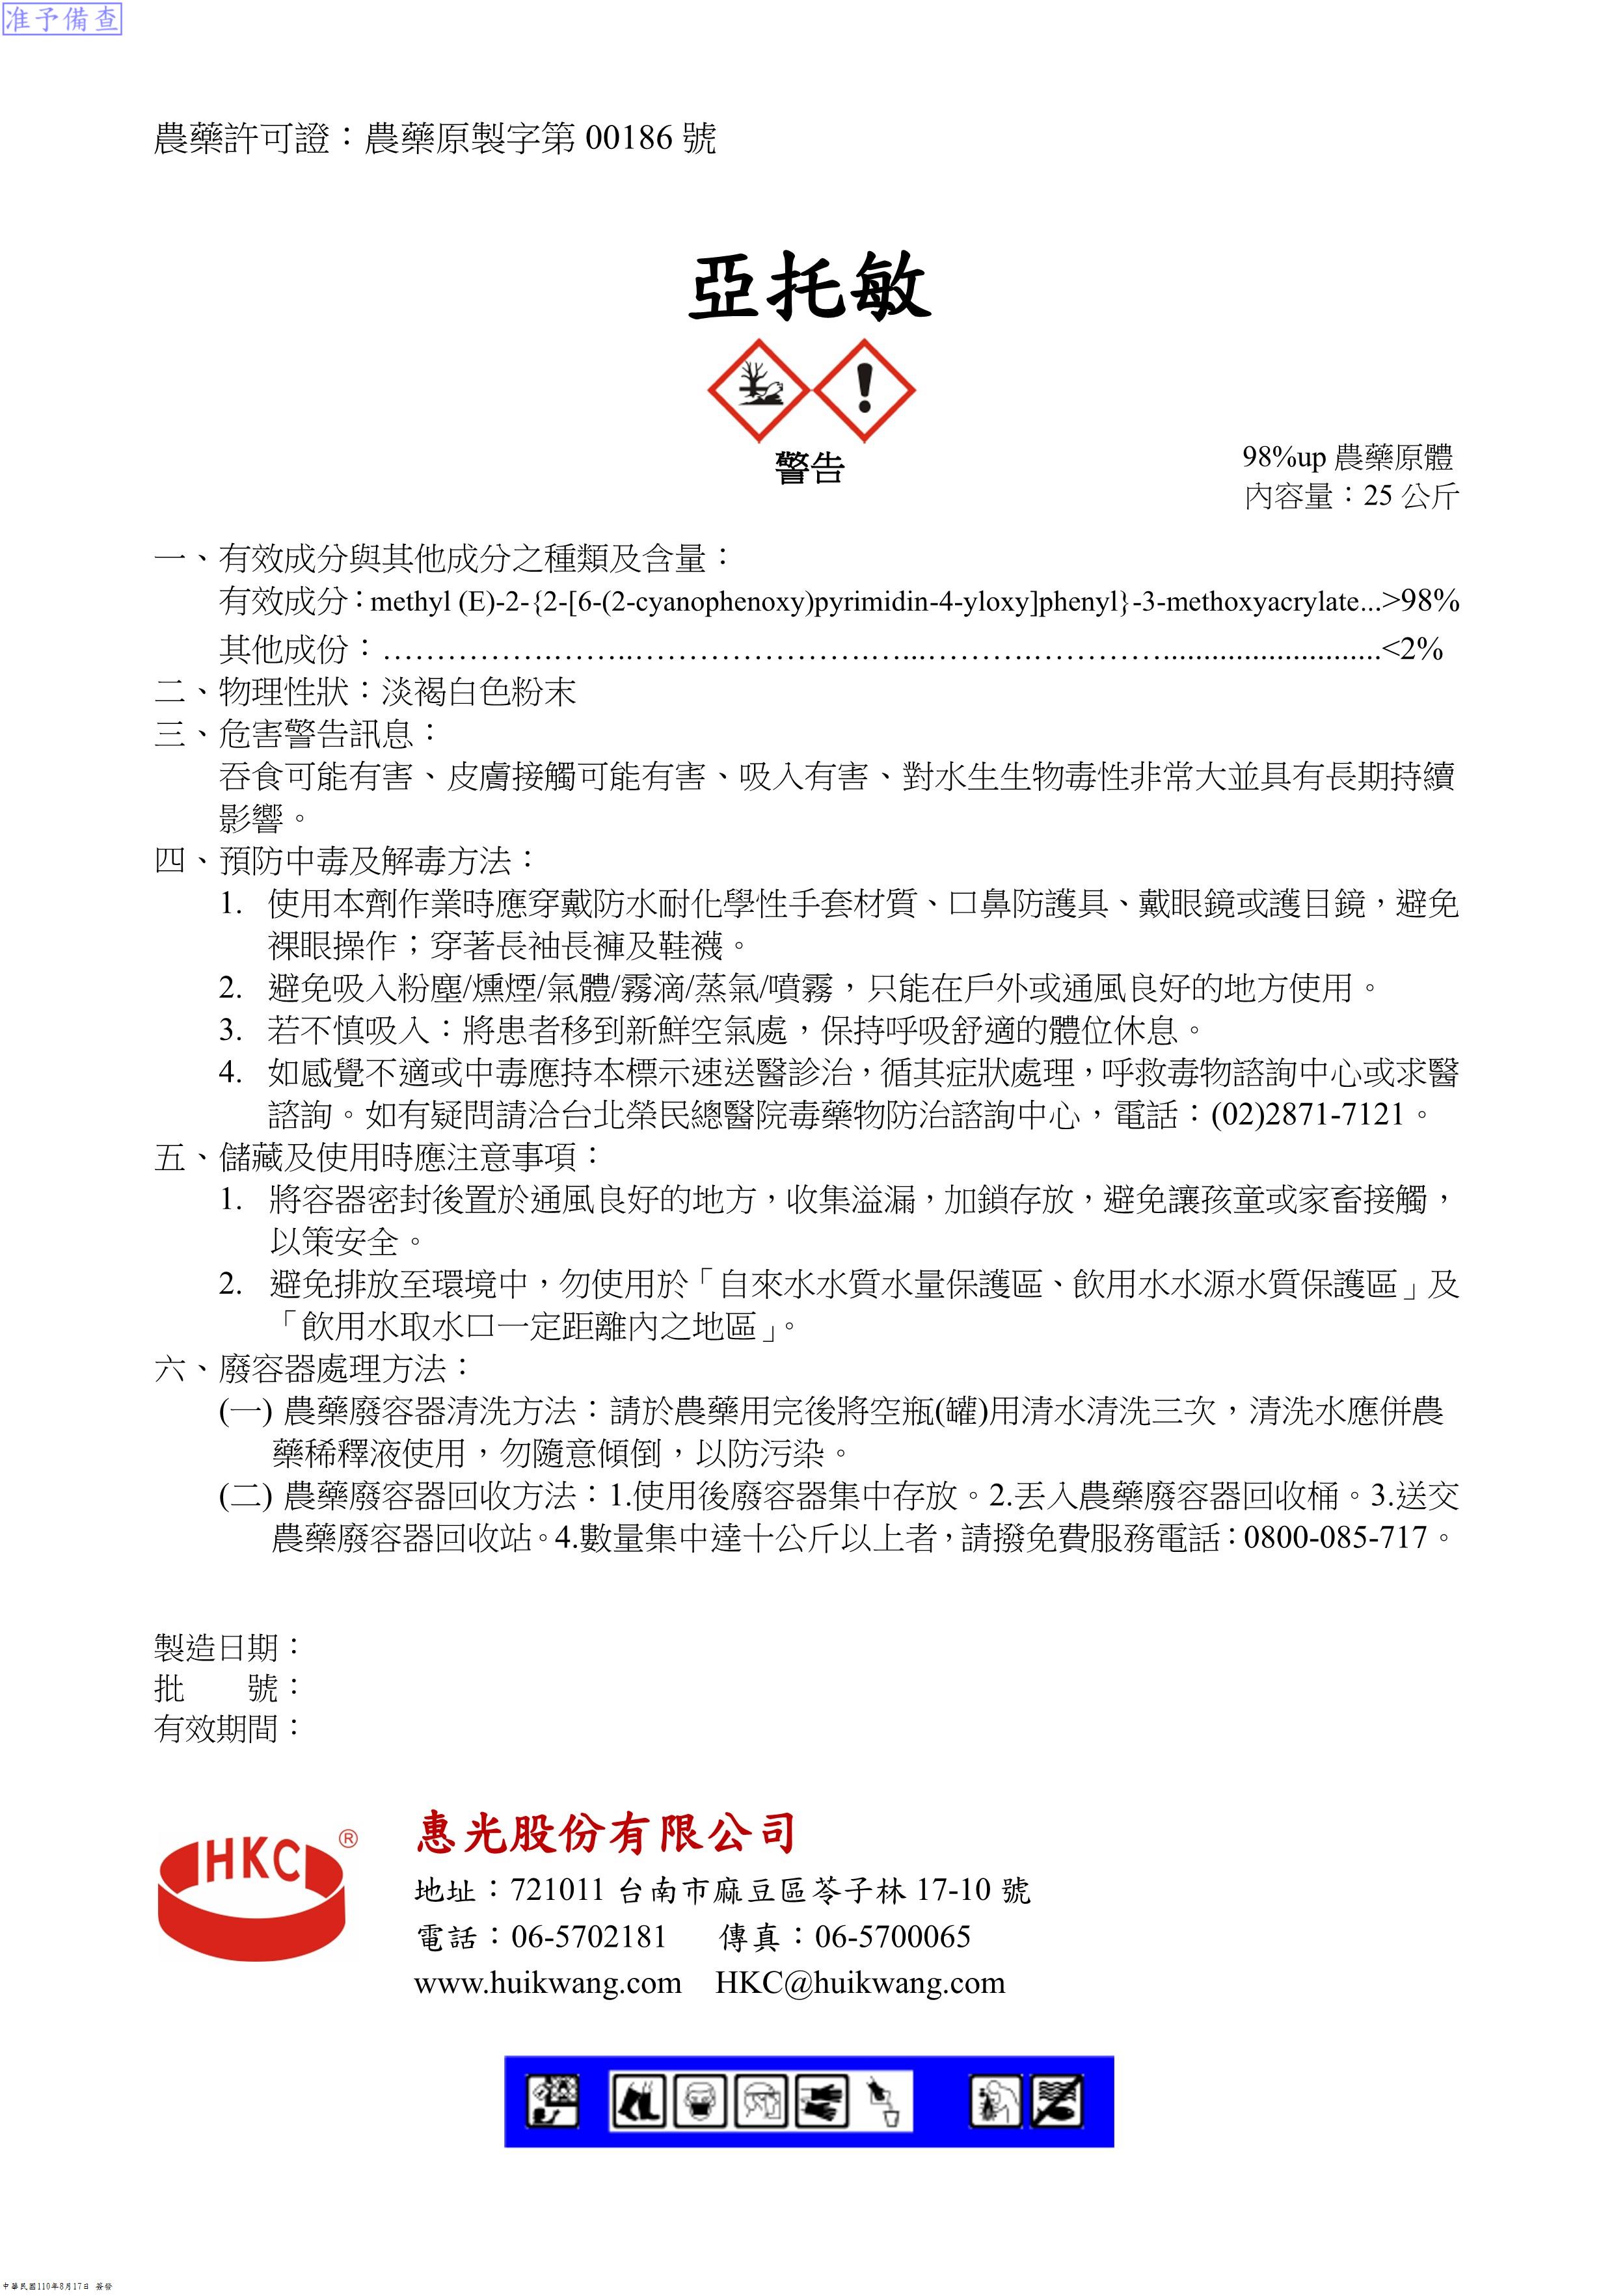 准予備查
農藥許可證：農藥原製字第 00186 號
亞托敏
警告
98%up 農藥原體
內容量：25 公斤
一、有效成分與其他成分之種類及含量：
有效成分：methyl (E)-2-{2-[6-(2-cyanophenoxy)pyrimidin-4-yloxy]phenyl}-3-methoxyacrylate...>98%
其他成份：……………………………………………………………………………………<2%
二、物理性狀：淡褐白色粉末
三、危害警告訊息：
吞食可能有害、皮膚接觸可能有害、吸入有害、對水生生物毒性非常大並具有長期持續
影響。
四、預防中毒及解毒方法：
1. 使用本劑作業時應穿戴防水耐化學性手套材質、口鼻防護具、戴眼鏡或護目鏡，避免
裸眼操作；穿著長袖長褲及鞋襪。
2. 避免吸入粉塵/燻煙/氣體/霧滴/蒸氣/噴霧，只能在戶外或通風良好的地方使用。
3. 若不慎吸入：將患者移到新鮮空氣處，保持呼吸舒適的體位休息。
4. 如感覺不適或中毒應持本標示速送醫診治，循其症狀處理，呼救毒物諮詢中心或求醫
諮詢。如有疑問請洽台北榮民總醫院毒藥物防治諮詢中心，電話：(02)2871-7121。
五、儲藏及使用時應注意事項：
1. 將容器密封後置於通風良好的地方，收集溢漏，加鎖存放，避免讓孩童或家畜接觸，
以策安全。
2. 避免排放至環境中，勿使用於「自來水水質水量保護區、飲用水水源水質保護區」及
「飲用水取水口一定距離內之地區」。
六、廢容器處理方法：
(一) 農藥廢容器清洗方法：請於農藥用完後將空瓶(罐)用清水清洗三次，清洗水應併農
藥稀釋液使用，勿隨意傾倒，以防污染。
(二) 農藥廢容器回收方法：1.使用後廢容器集中存放。2.丟入農藥廢容器回收桶。3.送交
農藥廢容器回收站。4.數量集中達十公斤以上者，請撥免費服務電話：0800-085-717。
製造日期：
批　　號：
有效期間：
HKC ®
惠光股份有限公司
地址：721011 台南市麻豆區苓子林 17-10 號
電話：06-5702181 傳真：06-5700065
www.huikwang.com HKC@huikwang.com
中華民國110年8月17日 簽發